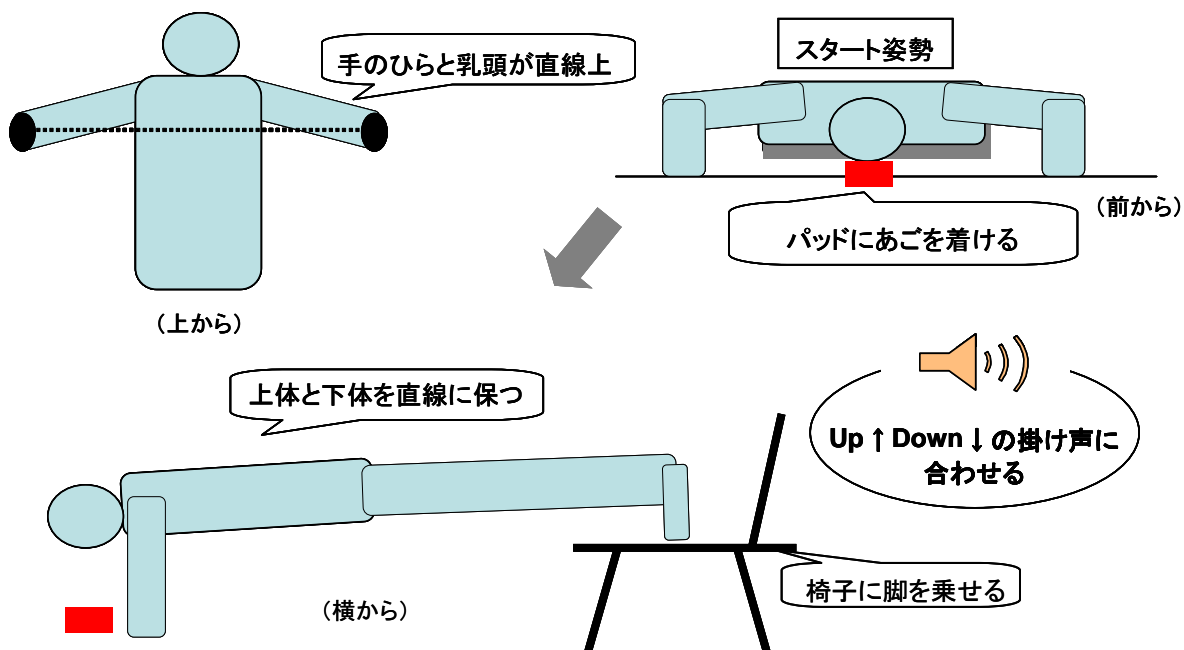 手のひらと乳頭が直線上
スタート姿勢
(前から)
パッドにあごを着ける
(上から)
上体と下体を直線に保つ
Up ↑ Down ↓ の掛け声に
合わせる
椅子に脚を乗せる
(横から)